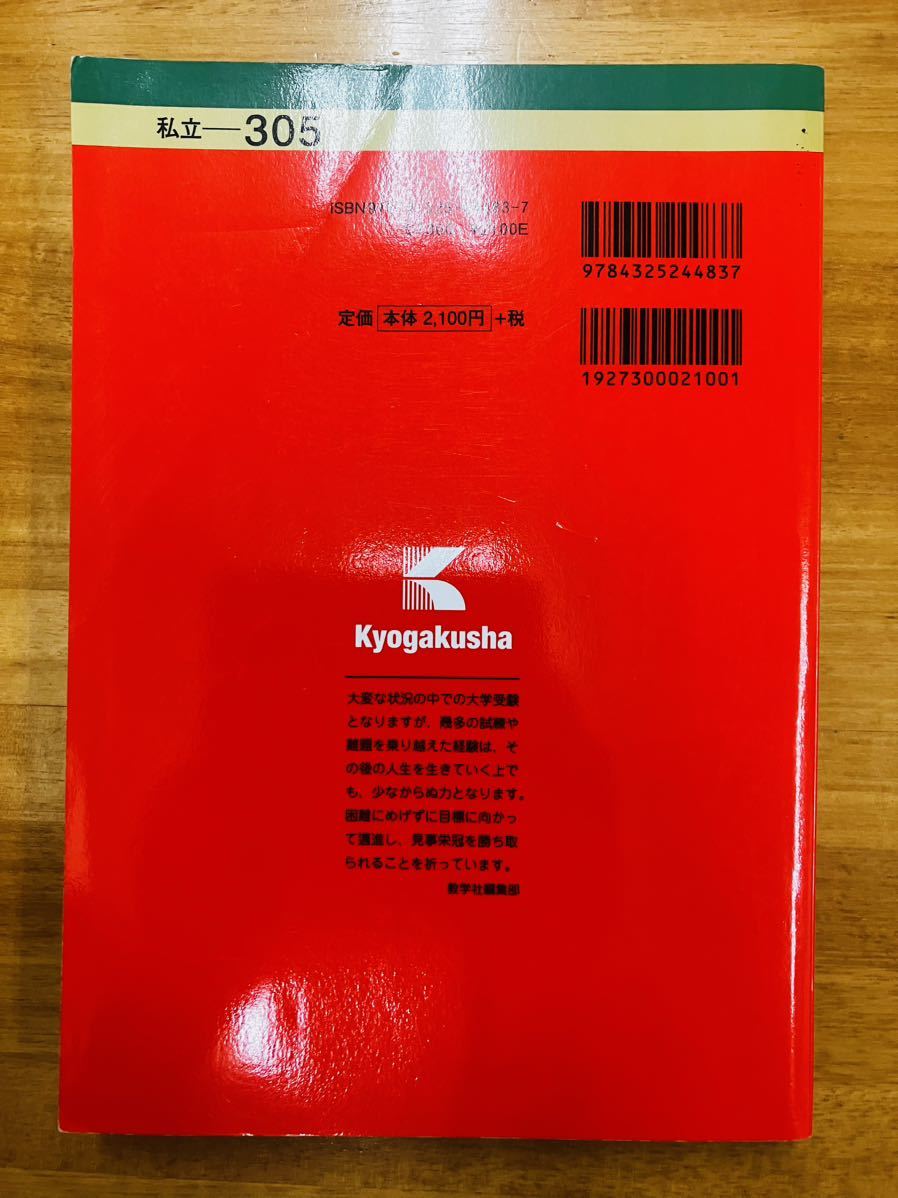 私立―305
ISBN97 83-7
100E
9784325244837
定価 本体 2,100円 +税
1927300021001
Kyogakusha
大変な状況の中での大学受験
となりますが、幾多の試練や
難題を乗り越えた経験は、そ
の後の人生を生きていく上で
も、少なからぬ力となります。
困難にめげずに目標に向かっ
て邁進し、見事栄冠を勝ち取
られることを祈っています。
教学社編集部